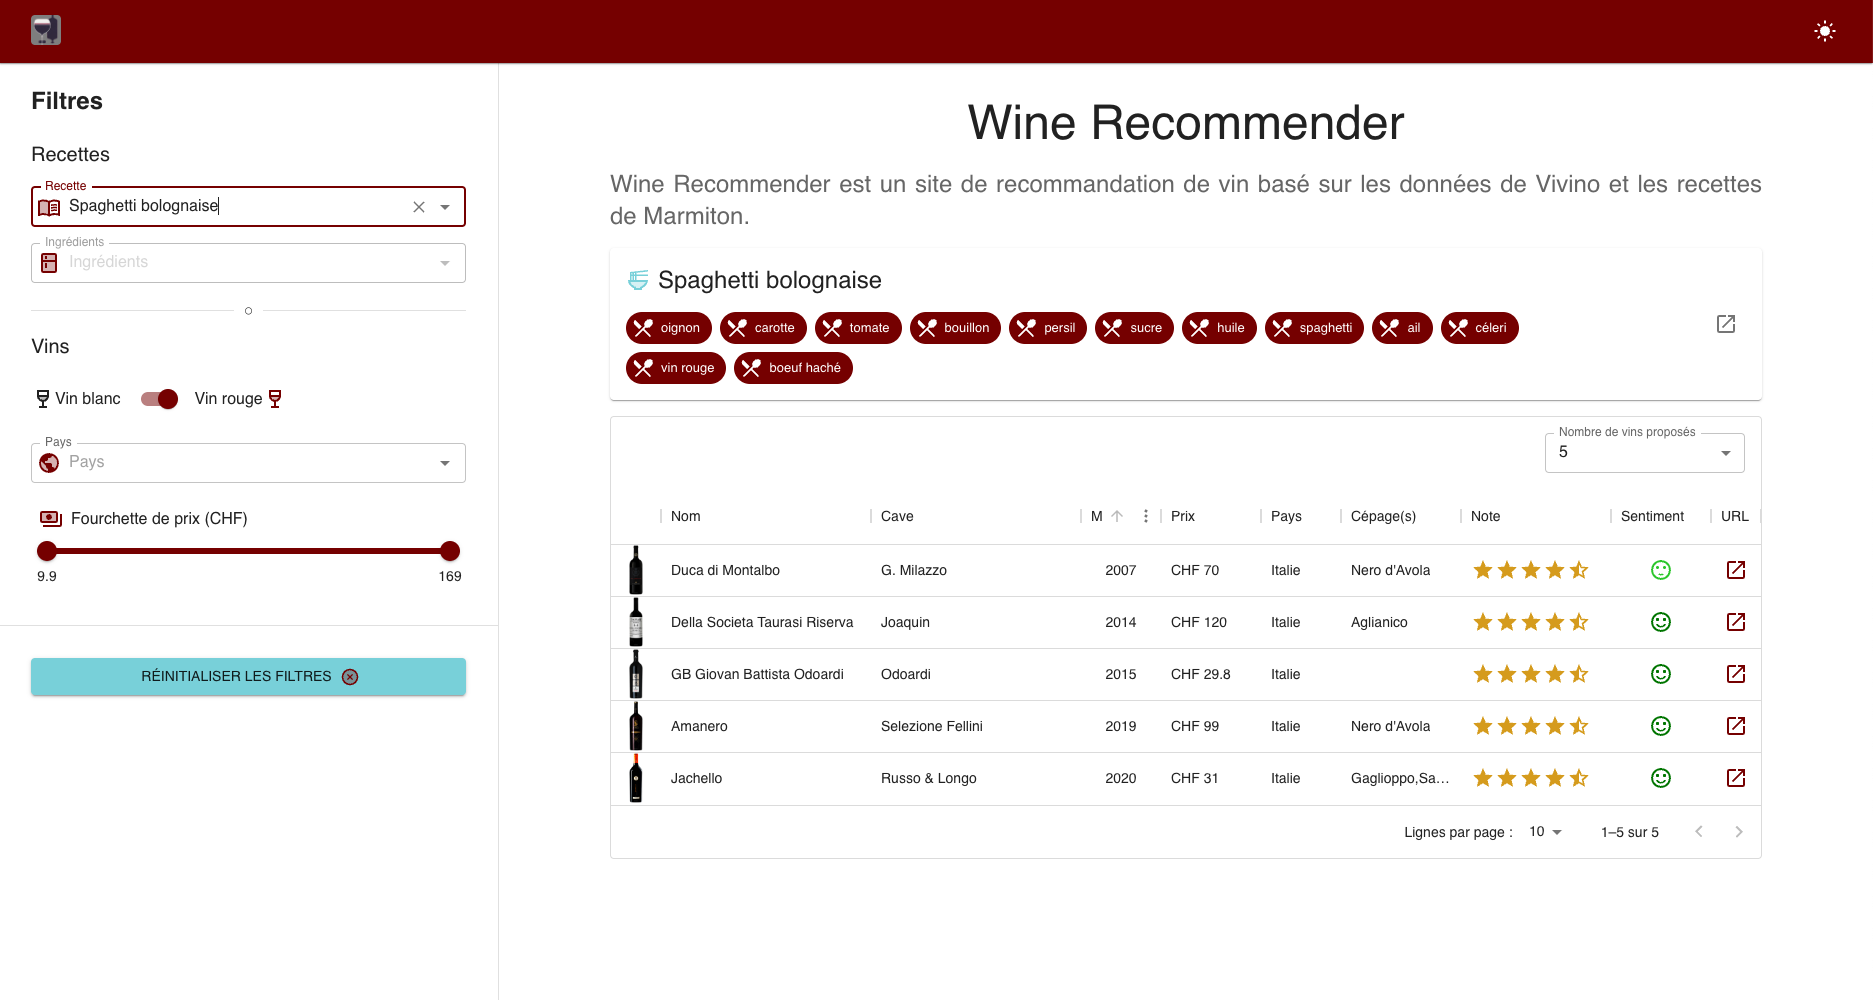 Filtres
Recettes
Recette
Spaghetti bolognaise
Ingrédients
Ingrédients
o
Vins
Vin blanc Vin rouge
Pays
Pays
Fourchette de prix (CHF)
9.9 169
RÉINITIALISER LES FILTRES
Wine Recommender
Wine Recommender est un site de recommandation de vin basé sur les données de Vivino et les recettes
de Marmiton.
Spaghetti bolognaise
oignon carotte tomate bouillon persil sucre huile spaghetti ail céleri
vin rouge boeuf haché
Nombre de vins proposés
5
Nom Cave M Prix Pays Cépage(s) Note Sentiment URL
Duca di Montalbo G. Milazzo 2007 CHF 70 Italie Nero d'Avola
Della Societa Taurasi Riserva Joaquin 2014 CHF 120 Italie Aglianico
GB Giovan Battista Odoardi Odoardi 2015 CHF 29.8 Italie
Amanero Selezione Fellini 2019 CHF 99 Italie Nero d'Avola
Jachello Russo & Longo 2020 CHF 31 Italie Gaglioppo,Sa…
Lignes par page : 10 1–5 sur 5